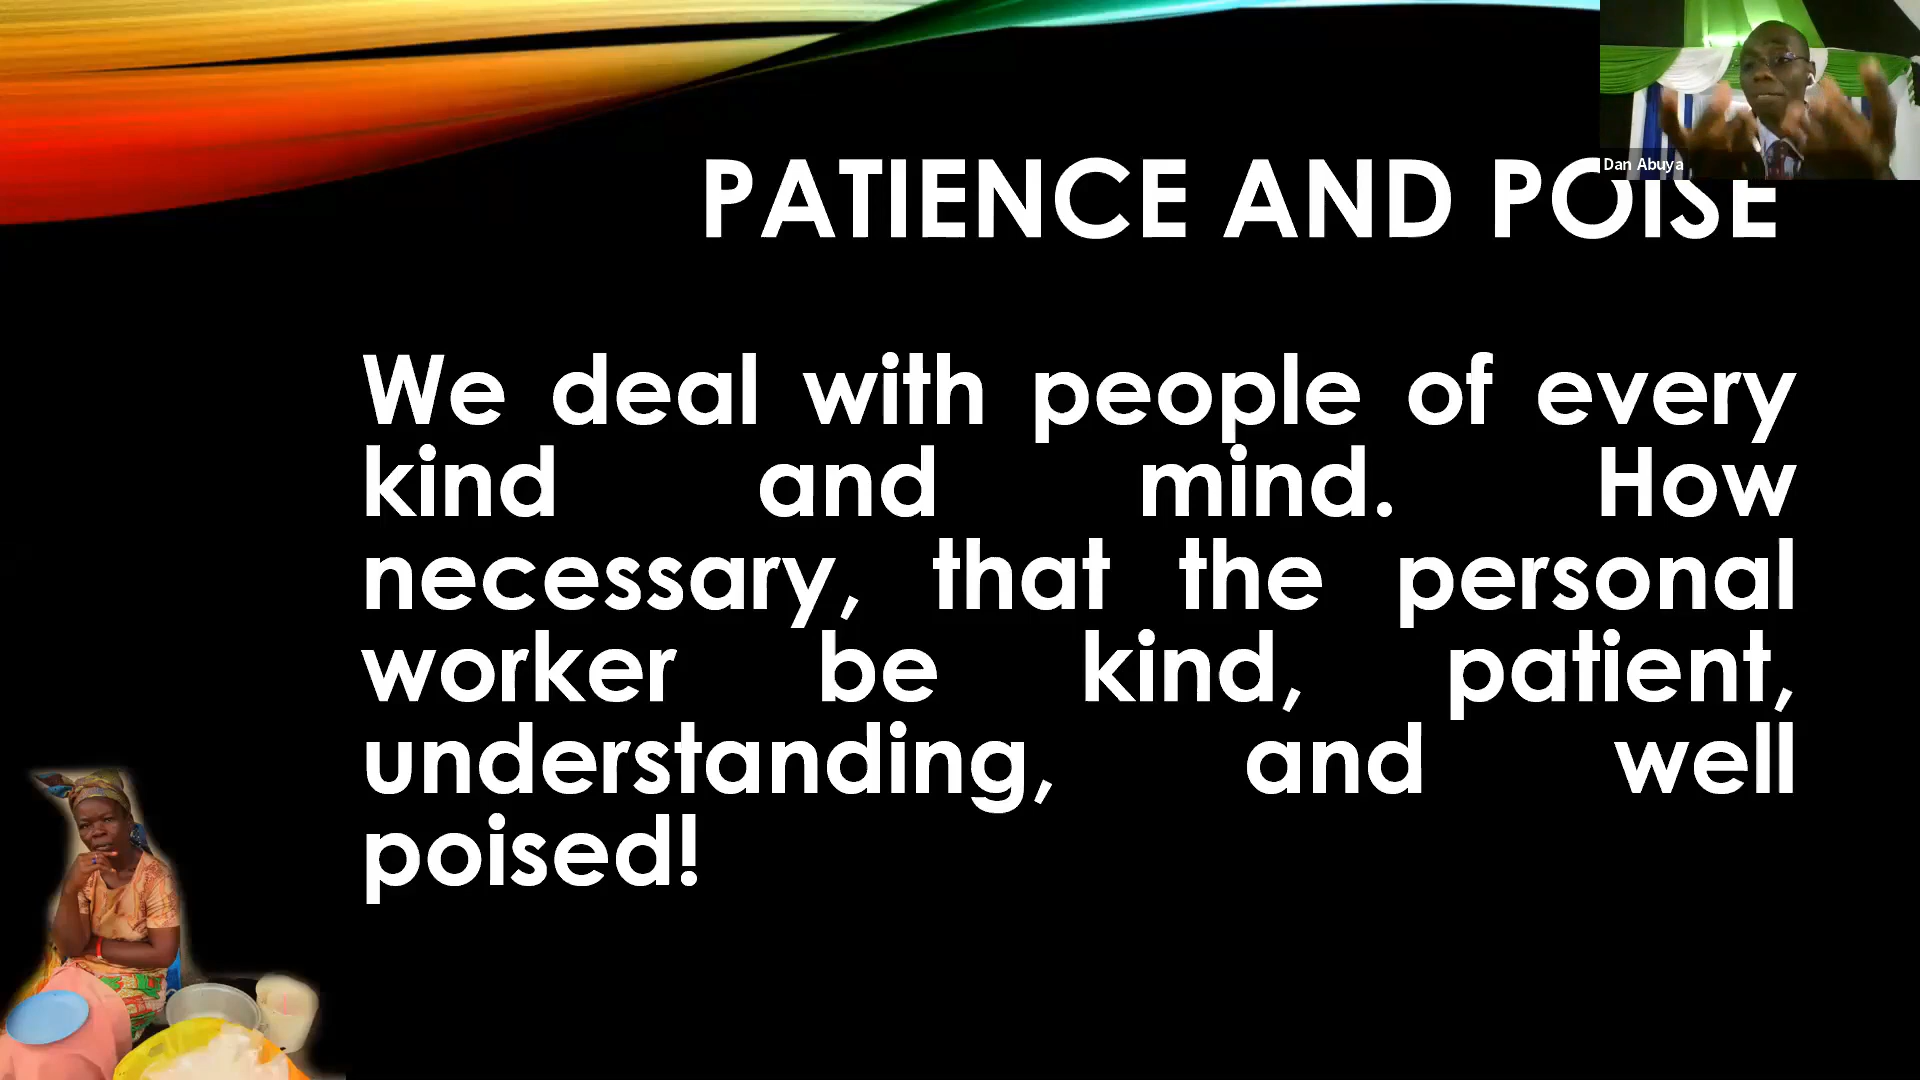 Dan Abuya
PATIENCE AND POISE
We deal with people of every
kind and mind. How
necessary, that the personal
worker be kind, patient,
understanding, and well
poised!